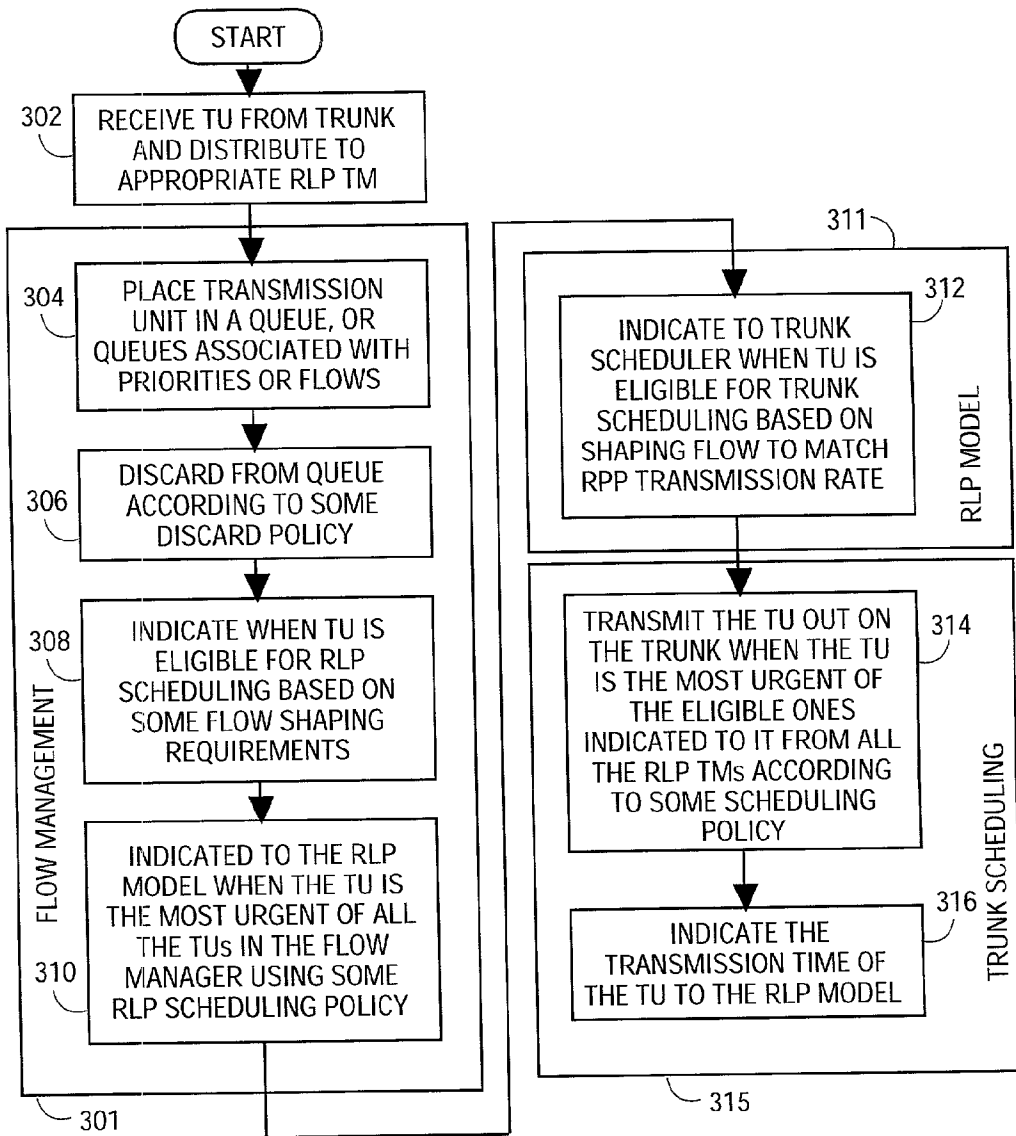 START
302
RECEIVE TU FROM TRUNK
AND DISTRIBUTE TO
APPROPRIATE RLP TM
304
PLACE TRANSMISSION
UNIT IN A QUEUE, OR
QUEUES ASSOCIATED WITH
PRIORITIES OR FLOWS
306
DISCARD FROM QUEUE
ACCORDING TO SOME
DISCARD POLICY
308
INDICATE WHEN TU IS
ELIGIBLE FOR RLP
SCHEDULING BASED ON
SOME FLOW SHAPING
REQUIREMENTS
310
INDICATED TO THE RLP
MODEL WHEN THE TU IS
THE MOST URGENT OF ALL
THE TUs IN THE FLOW
MANAGER USING SOME
RLP SCHEDULING POLICY
FLOW MANAGEMENT
301
311
312
INDICATE TO TRUNK
SCHEDULER WHEN TU IS
ELIGIBLE FOR TRUNK
SCHEDULING BASED ON
SHAPING FLOW TO MATCH
RPP TRANSMISSION RATE
RLP MODEL
314
TRANSMIT THE TU OUT ON
THE TRUNK WHEN THE TU
IS THE MOST URGENT OF
THE ELIGIBLE ONES
INDICATED TO IT FROM ALL
THE RLP TMs ACCORDING
TO SOME SCHEDULING
POLICY
316
INDICATE THE
TRANSMISSION TIME OF
THE TU TO THE RLP MODEL
TRUNK SCHEDULING
315